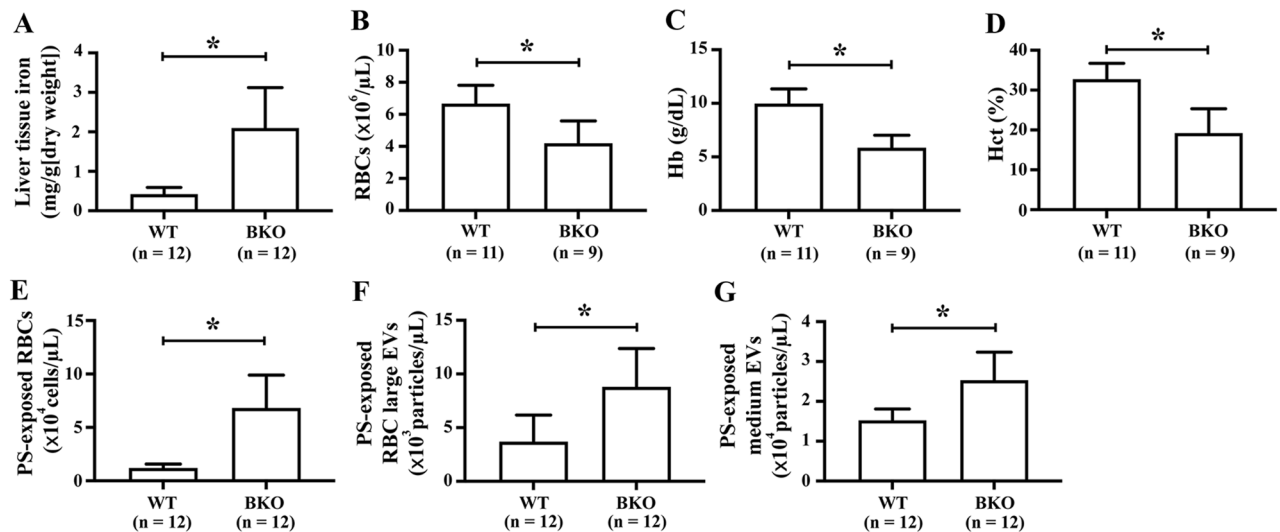 A
Liver tissue iron
(mg/g[dry weight])
4
3
2
1
0
*
WT
(n = 12)
BKO
(n = 12)
B
RBCs (x10⁶/µL)
10
8
6
4
2
0
*
WT
(n = 11)
BKO
(n = 9)
C
Hb (g/dL)
15
10
5
0
*
WT
(n = 11)
BKO
(n = 9)
D
Hct (%)
40
30
20
10
0
*
WT
(n = 11)
BKO
(n = 9)
E
PS-exposed RBCs
(x10⁴cells/µL)
15
10
5
0
*
WT
(n = 12)
BKO
(n = 12)
F
PS-exposed
RBC large EVs
(x10³particles/µL)
15
10
5
0
*
WT
(n = 12)
BKO
(n = 12)
G
PS-exposed
medium EVs
(x10⁴particles/µL)
4
3
2
1
0
*
WT
(n = 12)
BKO
(n = 12)